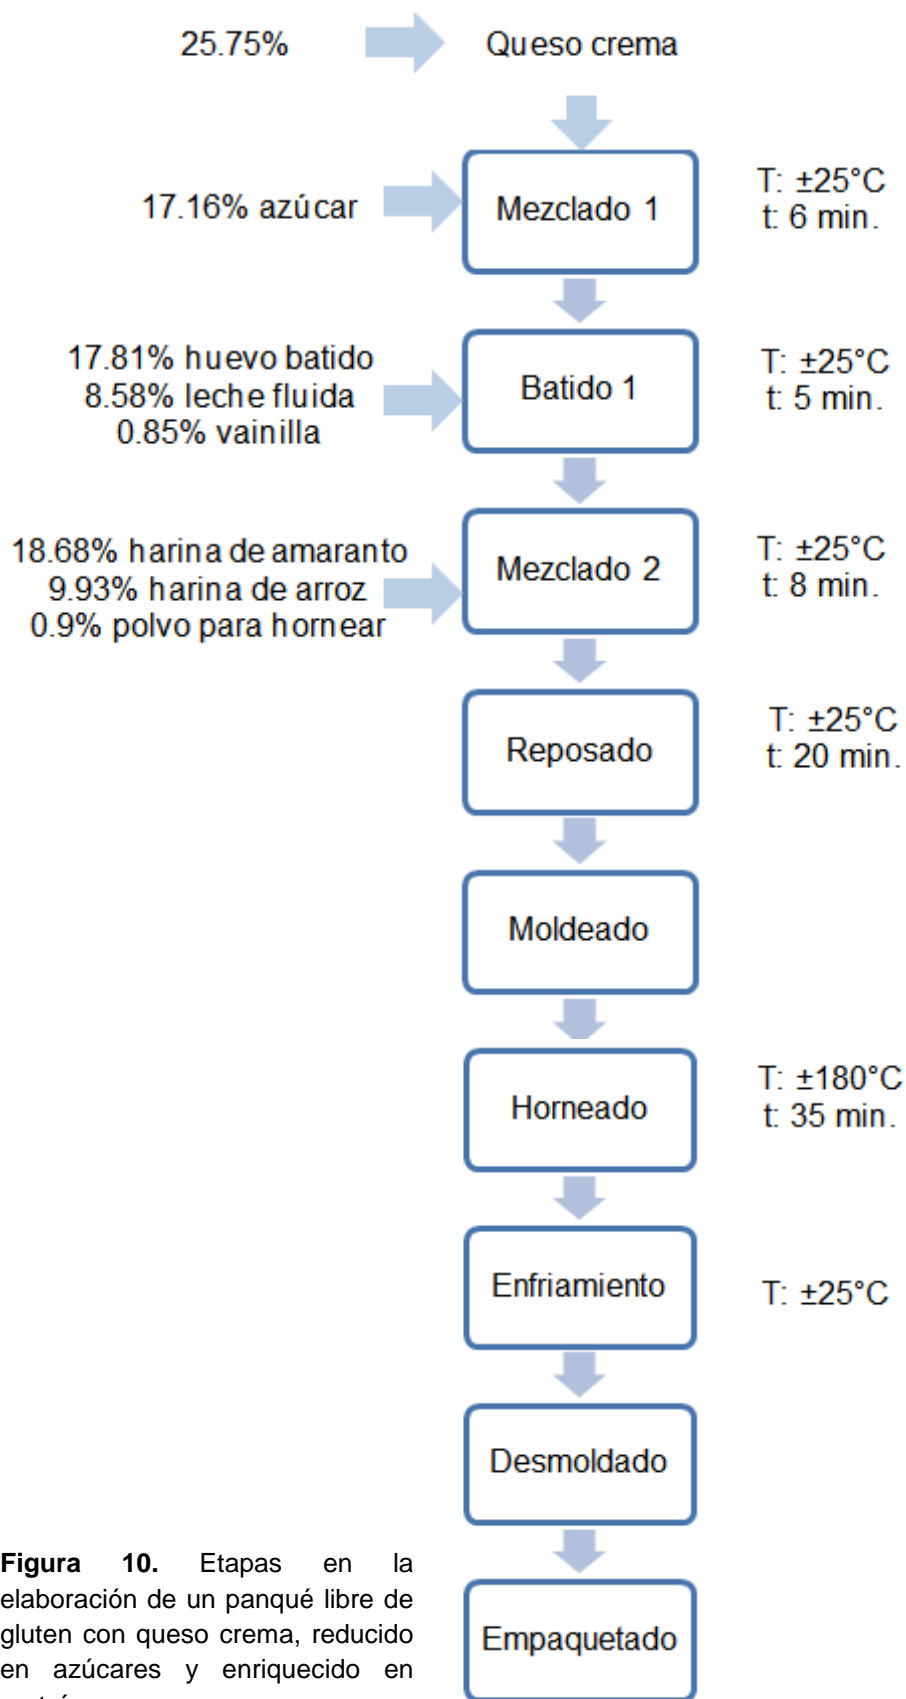 25.75%
Queso crema
17.16% azúcar
Mezclado 1
T: ±25°C
t: 6 min.
17.81% huevo batido
8.58% leche fluida
0.85% vainilla
Batido 1
T: ±25°C
t: 5 min.
18.68% harina de amaranto
9.93% harina de arroz
0.9% polvo para hornear
Mezclado 2
T: ±25°C
t: 8 min.
Reposado
T: ±25°C
t: 20 min.
Moldeado
Horneado
T: ±180°C
t: 35 min.
Enfriamiento
T: ±25°C
Desmoldado
Empaquetado
Figura 10. Etapas en la
elaboración de un panqué libre de
gluten con queso crema, reducido
en azúcares y enriquecido en